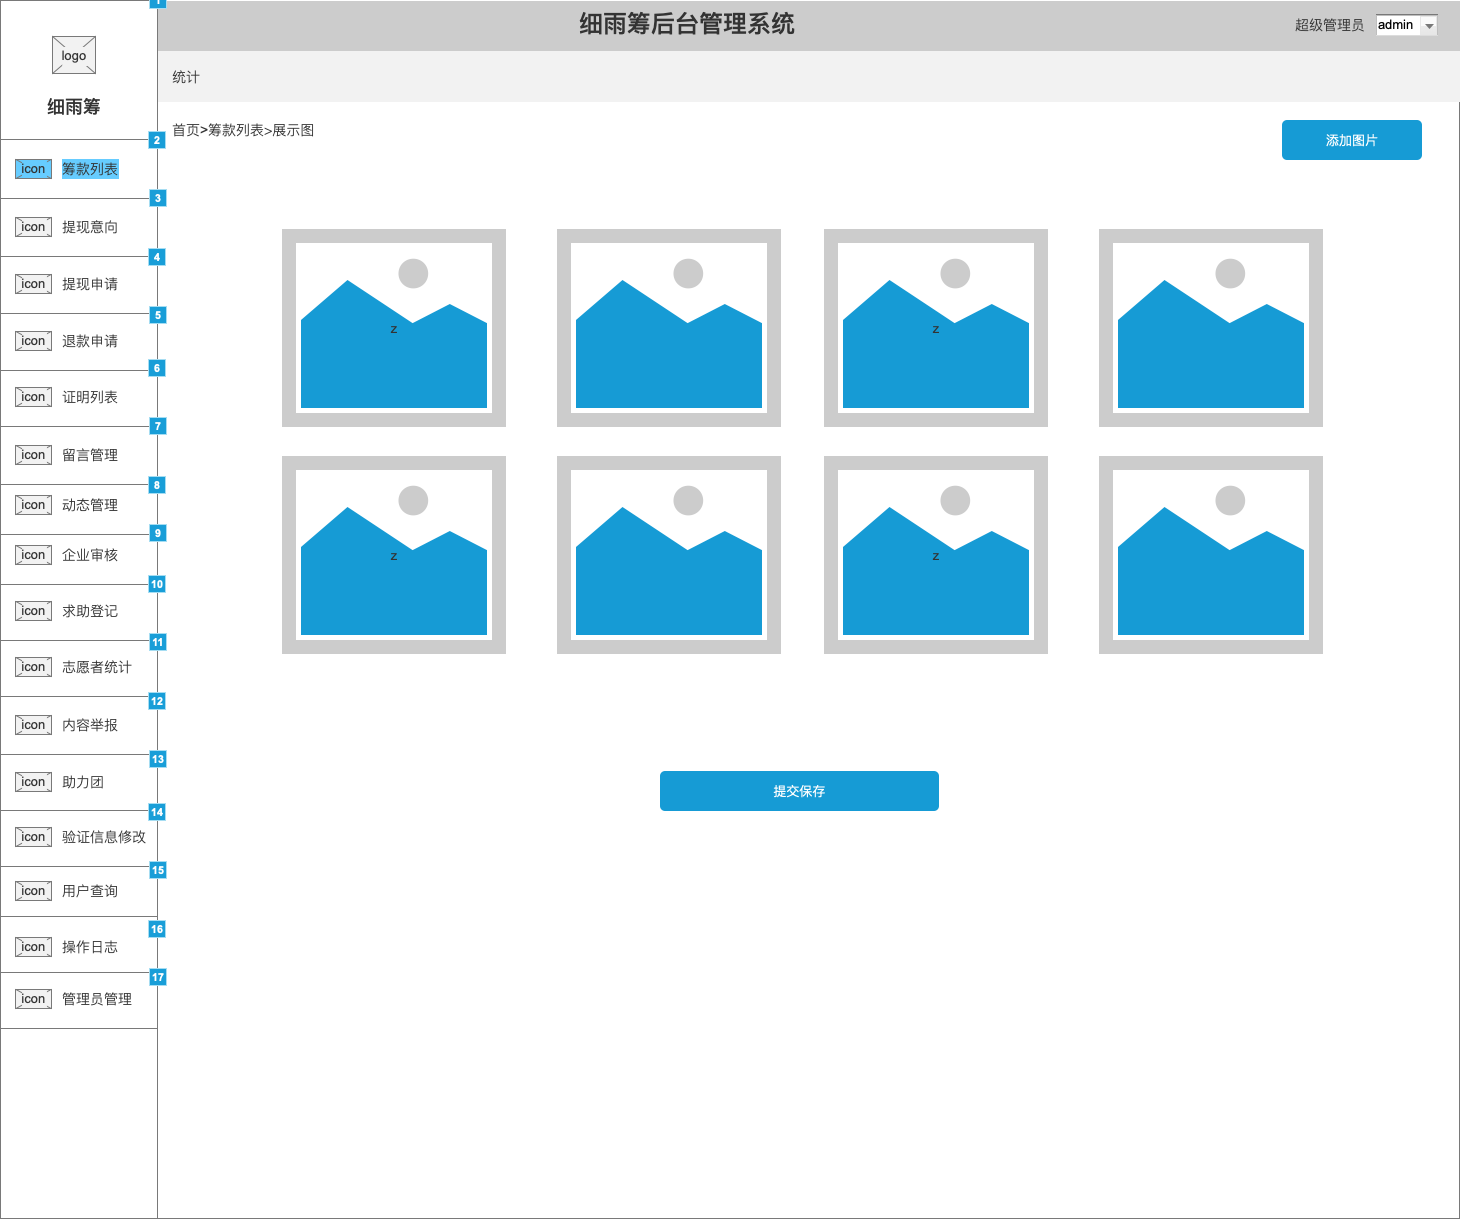 1
细雨筹后台管理系统
超级管理员 admin
logo
细雨筹
统计
首页>筹款列表>展示图
添加图片
2
icon 筹款列表
3
icon 提现意向
4
icon 提现申请
5
icon 退款申请
6
icon 证明列表
7
icon 留言管理
8
icon 动态管理
9
icon 企业审核
10
icon 求助登记
11
icon 志愿者统计
12
icon 内容举报
13
icon 助力团
14
icon 验证信息修改
15
icon 用户查询
16
icon 操作日志
17
icon 管理员管理
z z
z z
提交保存